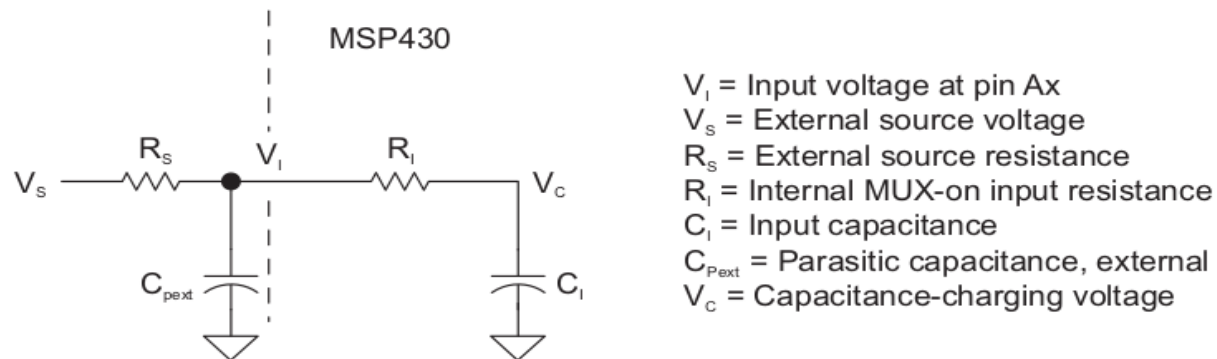 MSP430
V_S
R_S
V_I
R_I
V_C
C_pext
C_I
V_I = Input voltage at pin Ax
V_S = External source voltage
R_S = External source resistance
R_I = Internal MUX-on input resistance
C_I = Input capacitance
C_Pext = Parasitic capacitance, external
V_C = Capacitance-charging voltage